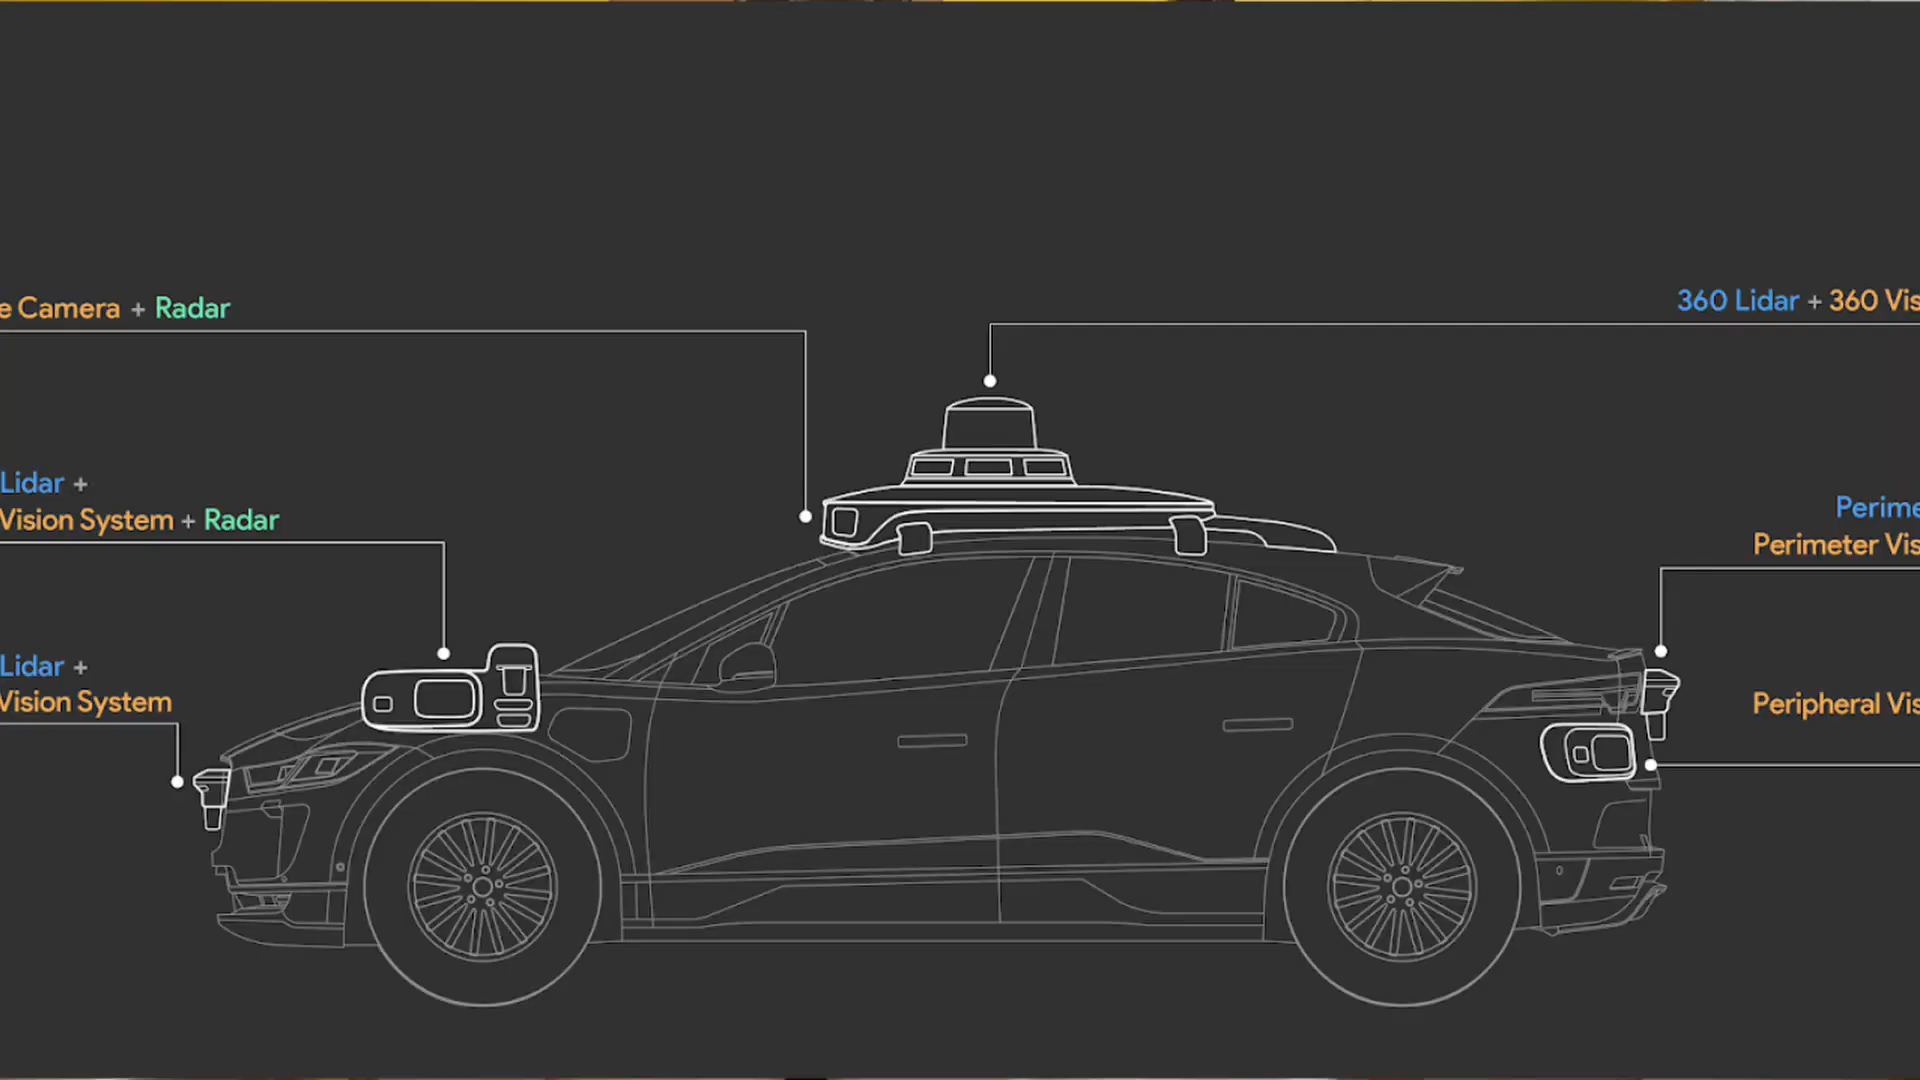 e Camera + Radar
360 Lidar + 360 Vis
Lidar +
Vision System + Radar
Perime
Perimeter Vis
Lidar +
Vision System
Peripheral Vis